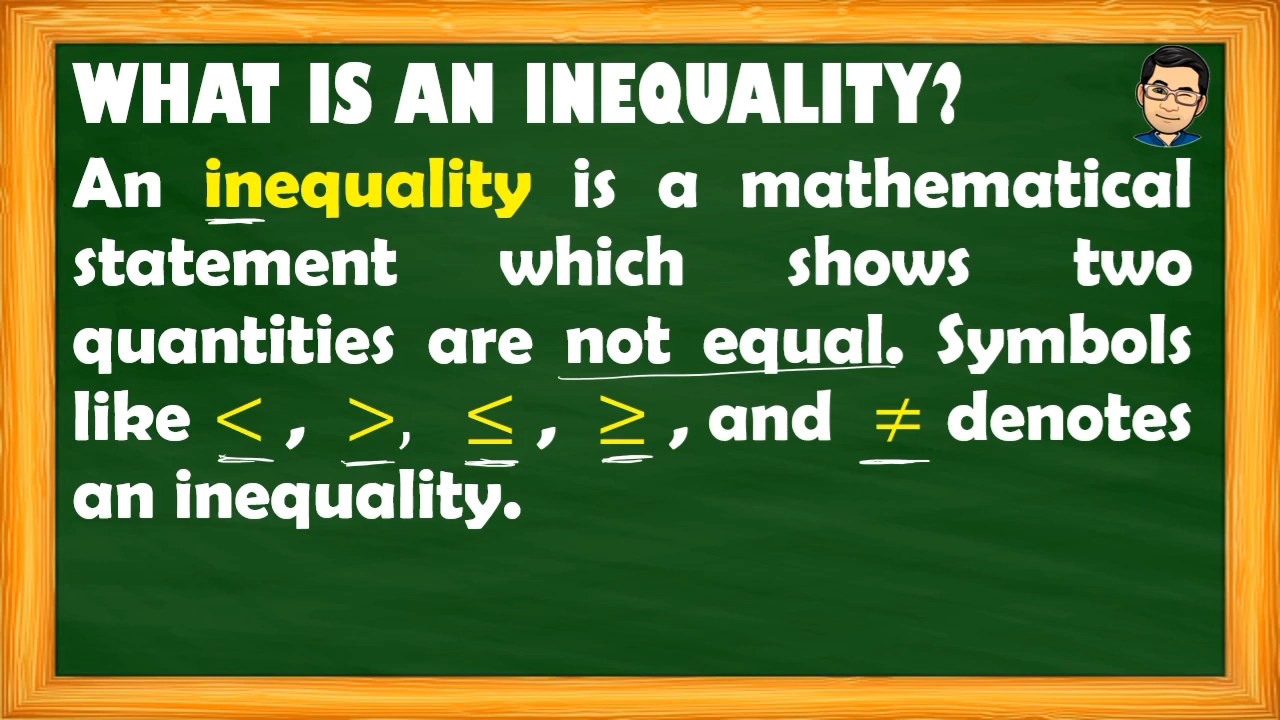 WHAT IS AN INEQUALITY?
An inequality is a mathematical
statement which shows two
quantities are not equal. Symbols
like < , >, ≤ , ≥ , and ≠ denotes
an inequality.